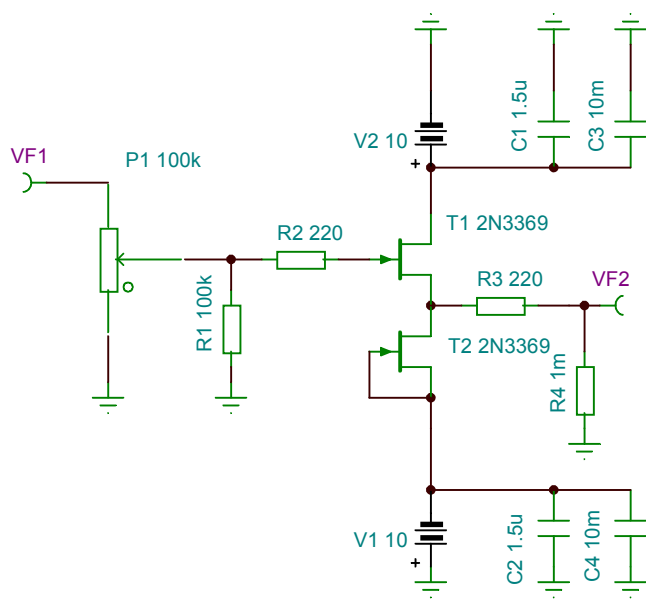 VF1
P1 100k
V2 10
+
C1 1.5u
C3 10m
R2 220
T1 2N3369
R1 100k
R3 220
VF2
T2 2N3369
R4 1m
V1 10
+
C2 1.5u
C4 10m